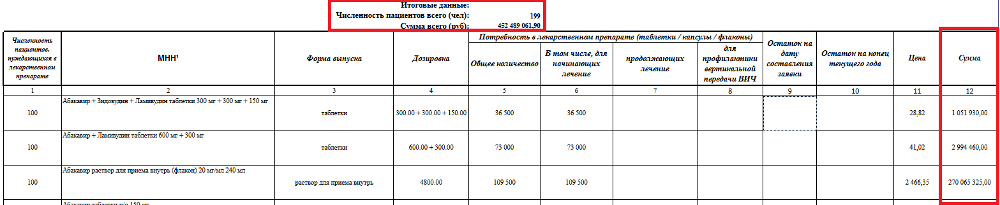 Итоговые данные:
Численность пациентов всего (чел): 199
Сумма всего (руб): 452 489 061,90
Численность
пациентов,
нуждающихся в
лекарственном
препарате
МНН¹
Форма выпуска
Дозировка
Потребность в лекарственном препарате (таблетки / капсулы / флаконы)
Общее количество
В том числе, для
начинающих
лечение
продолжающих
лечение
для
профилактики
вертикальной
передачи ВИЧ
Остаток на
дату
составления
заявки
Остаток на конец
текущего года
Цена
Сумма
1 2 3 4 5 6 7 8 9 10 11 12
Абакавир + Зидовудин + Ламивудин таблетки 300 мг + 300 мг + 150 мг
100 таблетки 300.00 + 300.00 + 150.00 36 500 36 500 28,82 1 051 930,00
Абакавир + Ламивудин таблетки 600 мг + 300 мг
100 таблетки 600.00 + 300.00 73 000 73 000 41,02 2 994 460,00
Абакавир раствор для приема внутрь (флакон) 20 мг/мл 240 мл
100 раствор для приема внутрь 4800.00 109 500 109 500 2 466,35 270 065 325,00
Абакавир таблетки п/о 150 мг